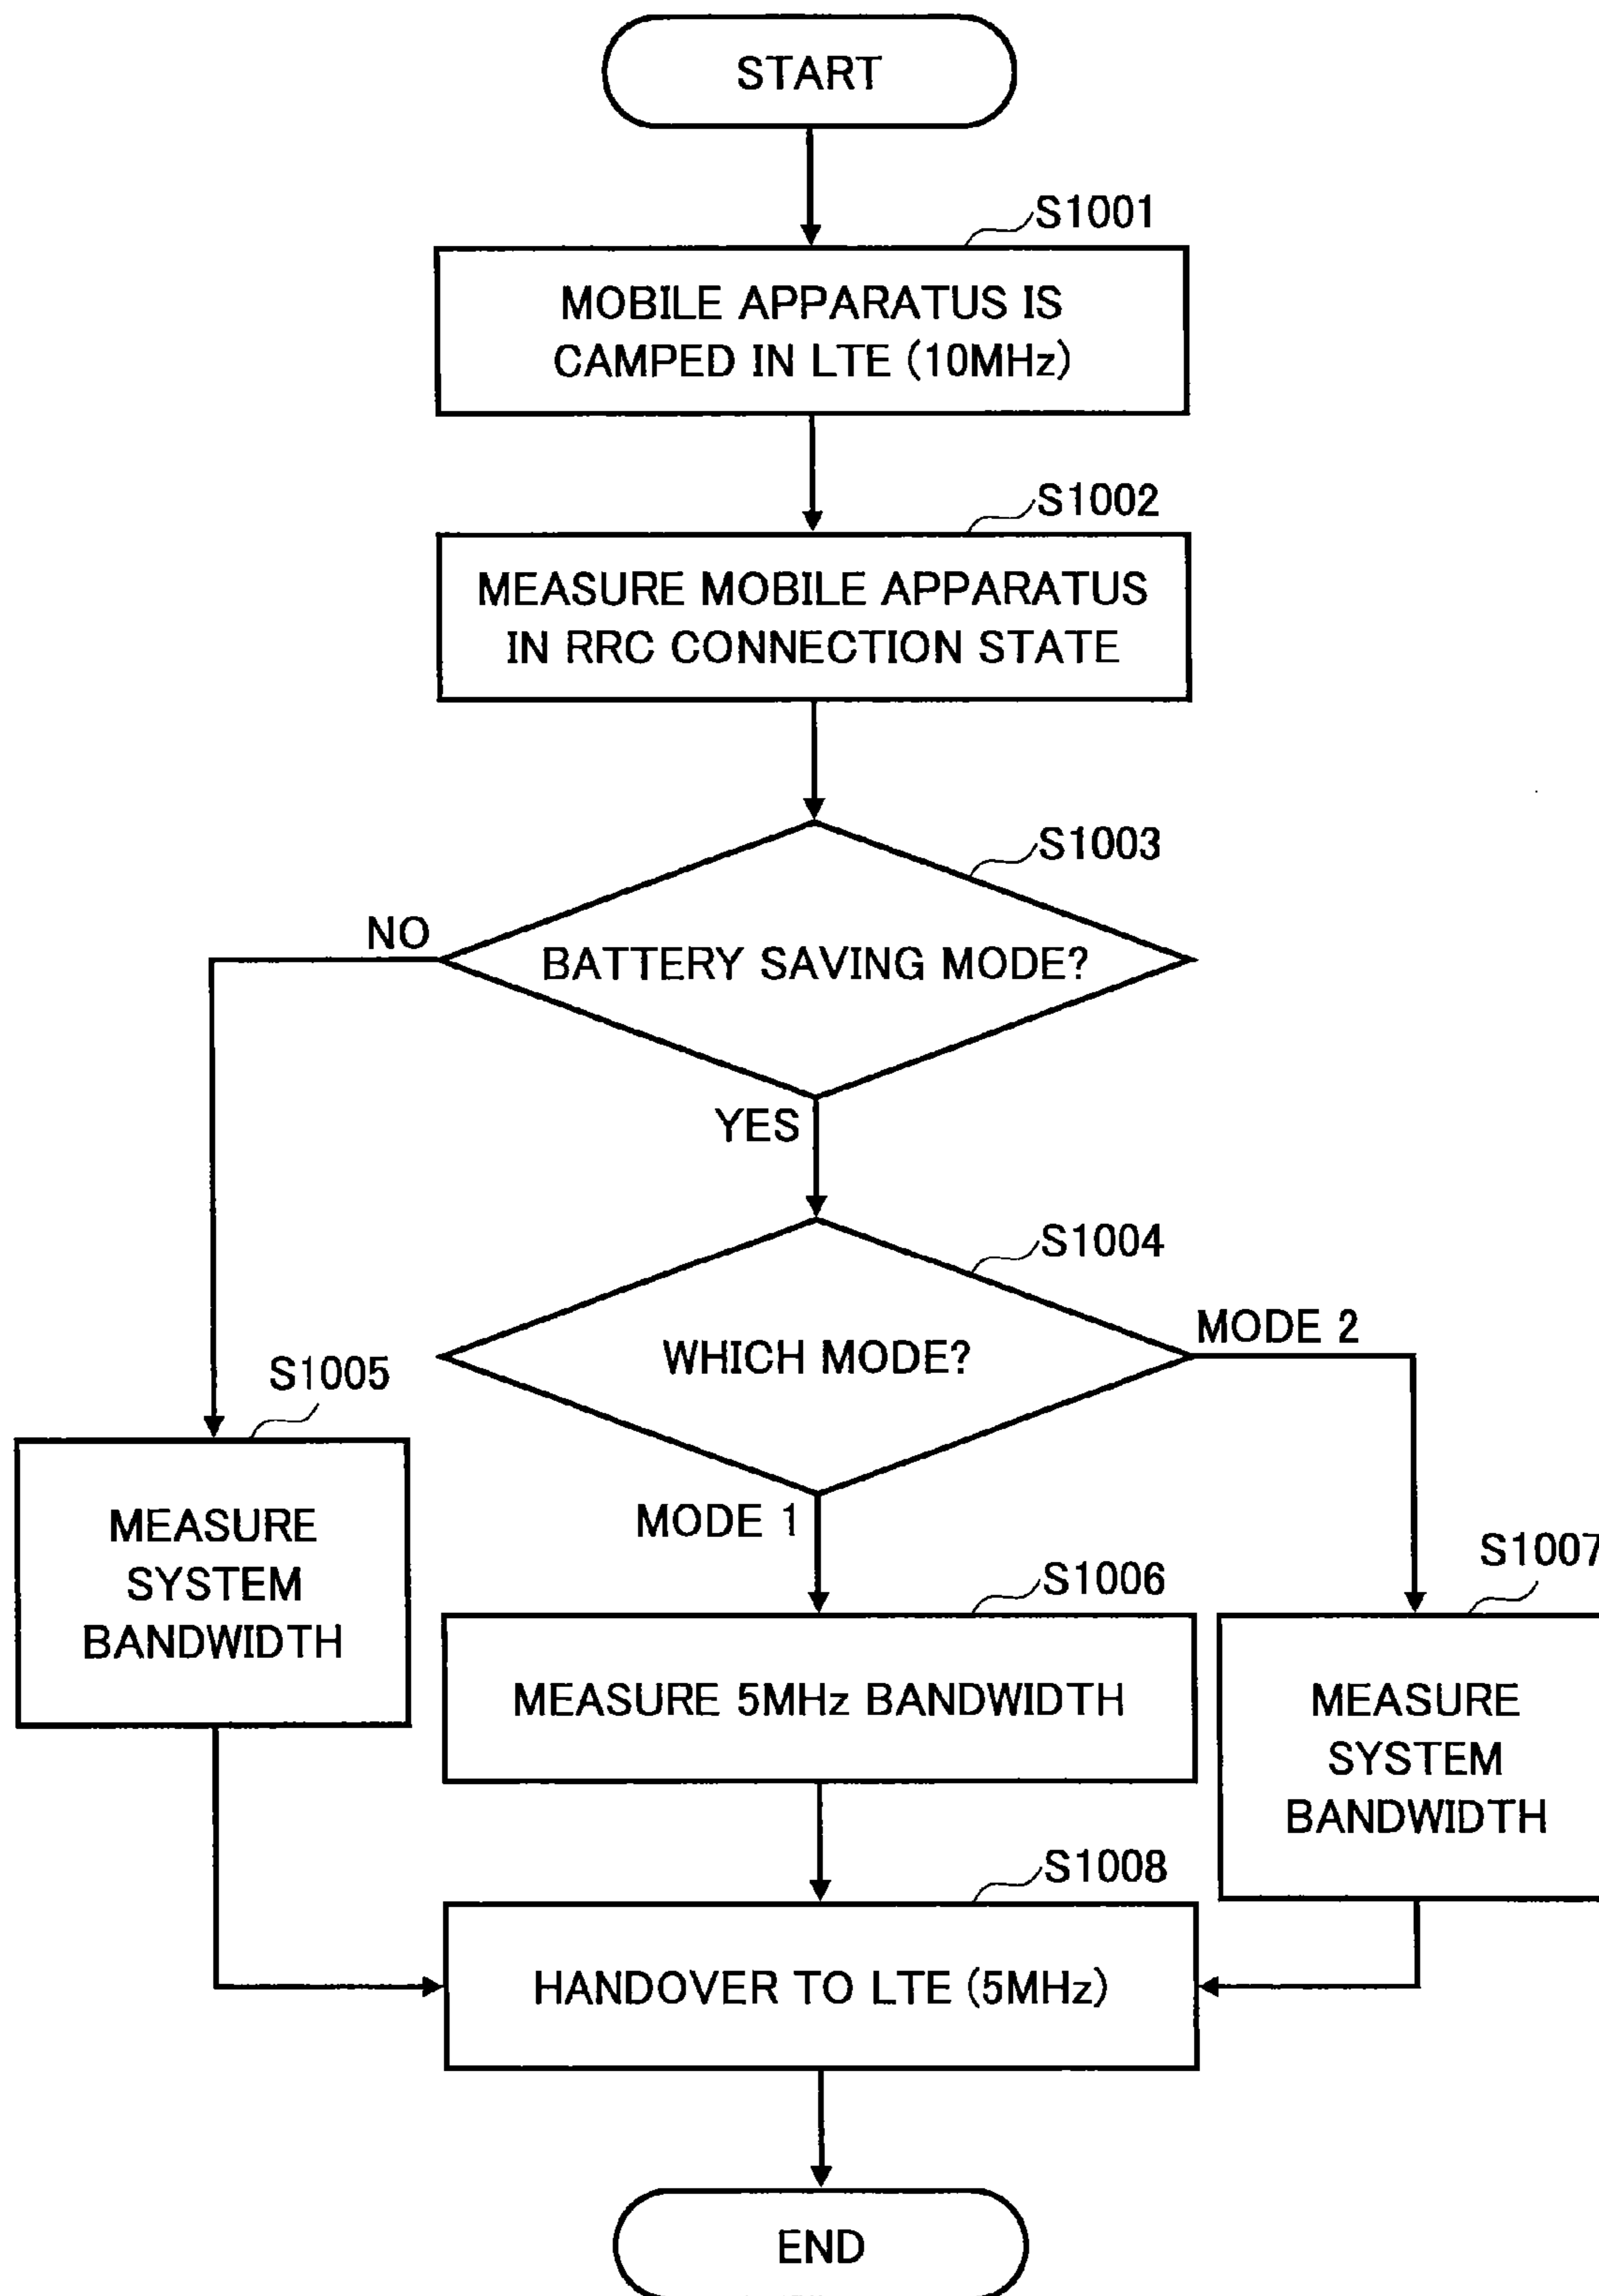 START
S1001
MOBILE APPARATUS IS
CAMPED IN LTE (10MHz)
S1002
MEASURE MOBILE APPARATUS
IN RRC CONNECTION STATE
S1003
NO
BATTERY SAVING MODE?
YES
S1004
MODE 2
WHICH MODE?
S1005
MODE 1
MEASURE
SYSTEM
BANDWIDTH
S1006
S1007
MEASURE 5MHz BANDWIDTH
MEASURE
SYSTEM
BANDWIDTH
S1008
HANDOVER TO LTE (5MHz)
END